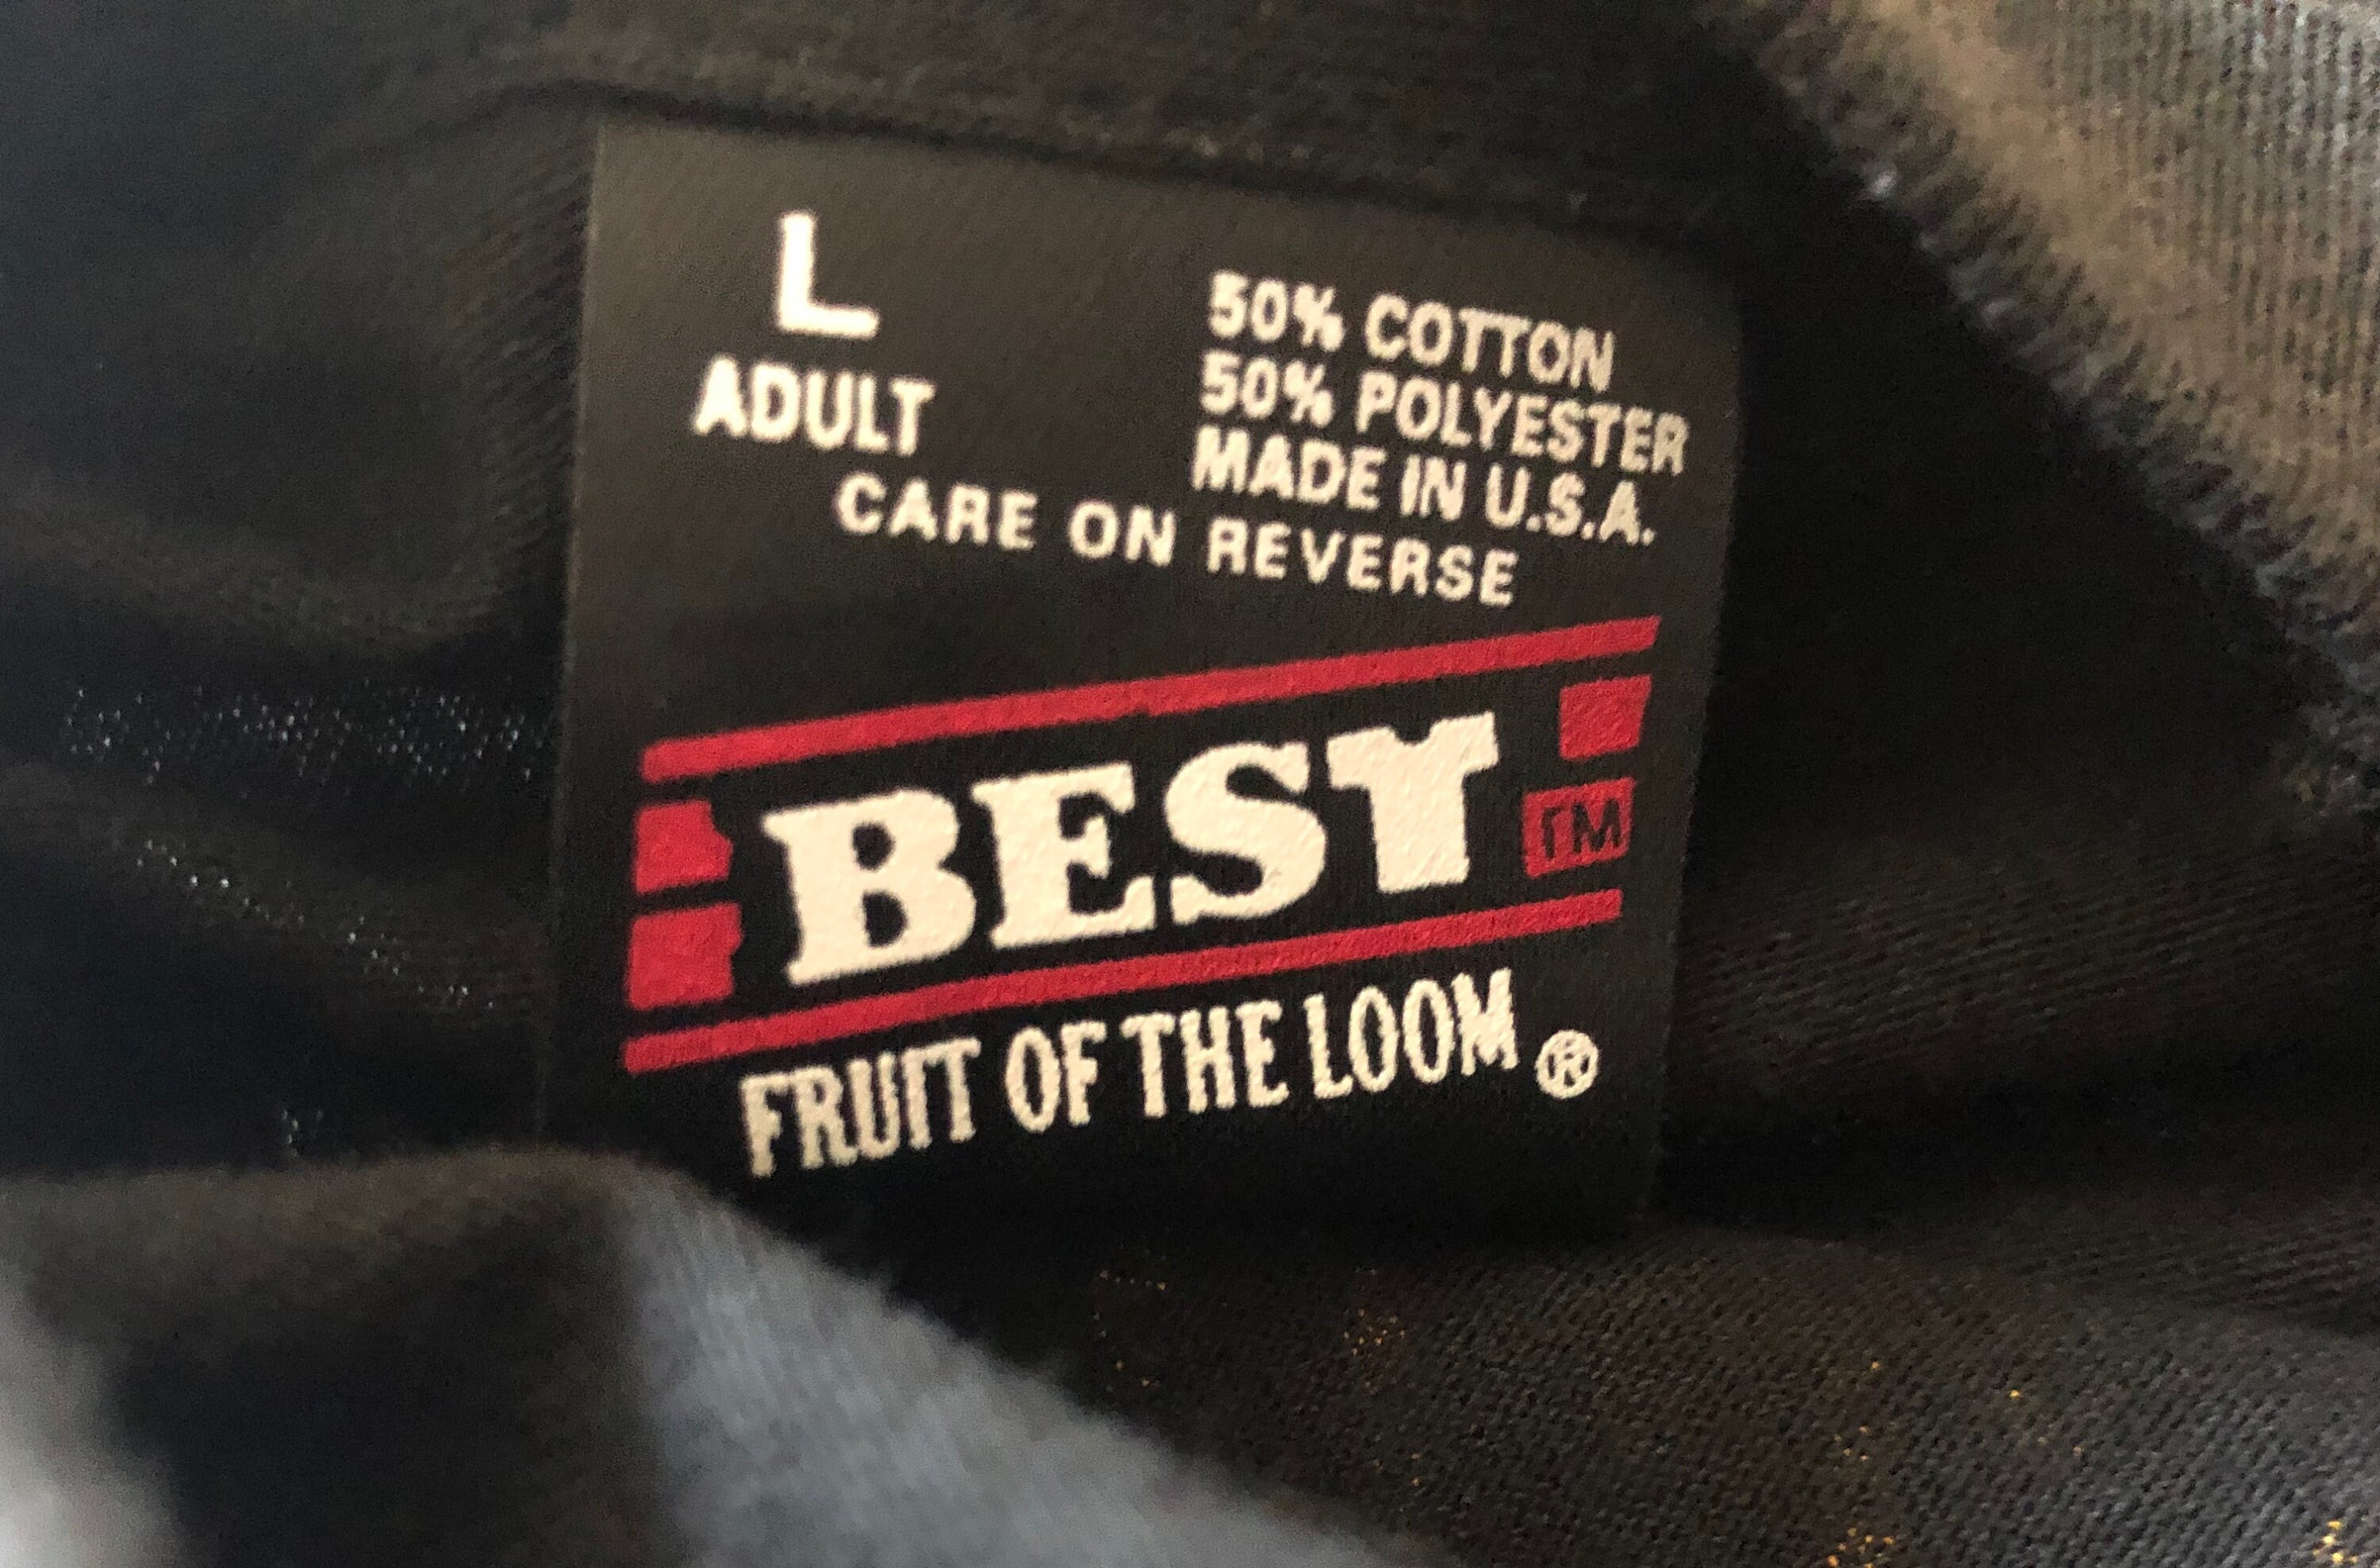 L
ADULT
50% COTTON
50% POLYESTER
MADE IN U.S.A.
CARE ON REVERSE
BEST
TM
FRUIT OF THE LOOM ®